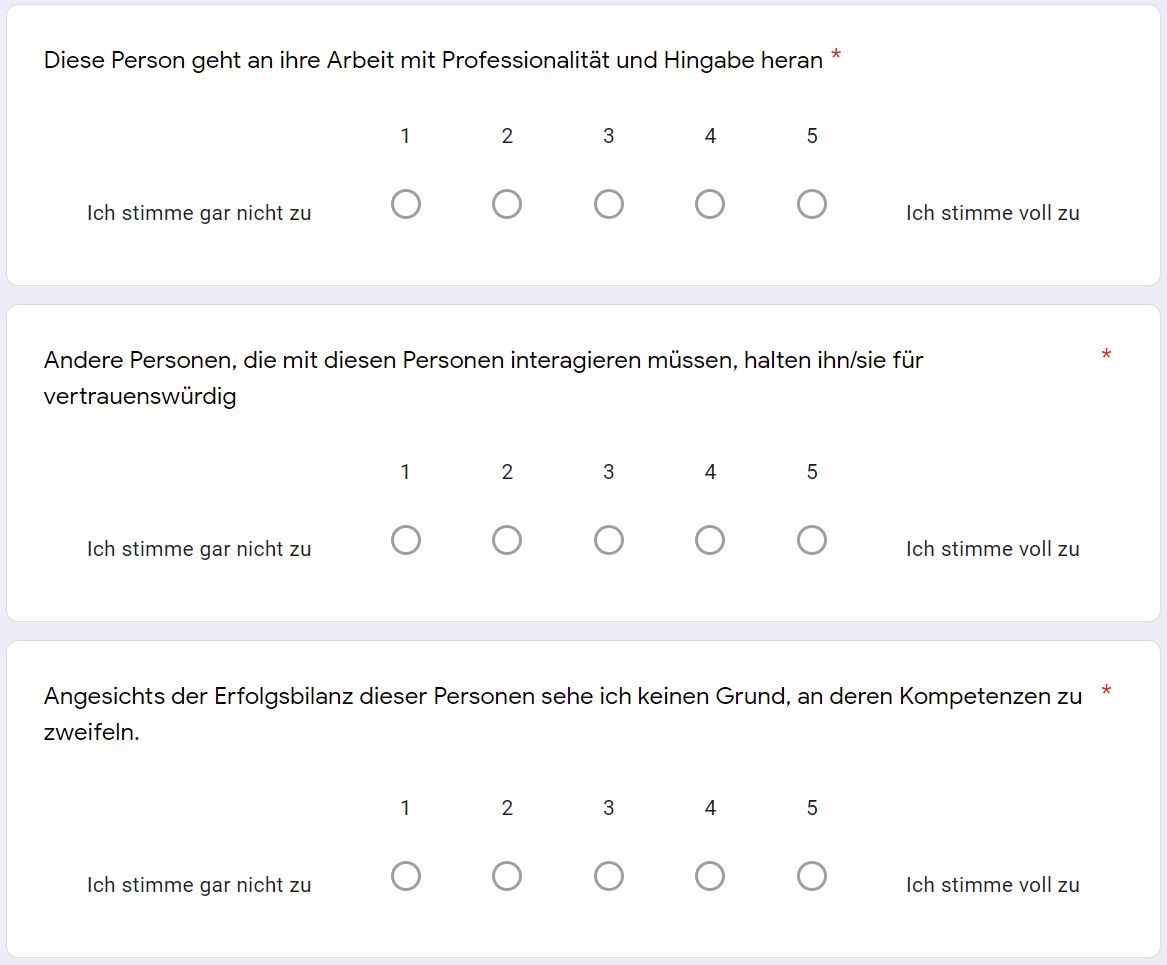 Diese Person geht an ihre Arbeit mit Professionalität und Hingabe heran *
1 2 3 4 5
Ich stimme gar nicht zu Ich stimme voll zu
Andere Personen, die mit diesen Personen interagieren müssen, halten ihn/sie für *
vertrauenswürdig
1 2 3 4 5
Ich stimme gar nicht zu Ich stimme voll zu
Angesichts der Erfolgsbilanz dieser Personen sehe ich keinen Grund, an deren Kompetenzen zu *
zweifeln.
1 2 3 4 5
Ich stimme gar nicht zu Ich stimme voll zu